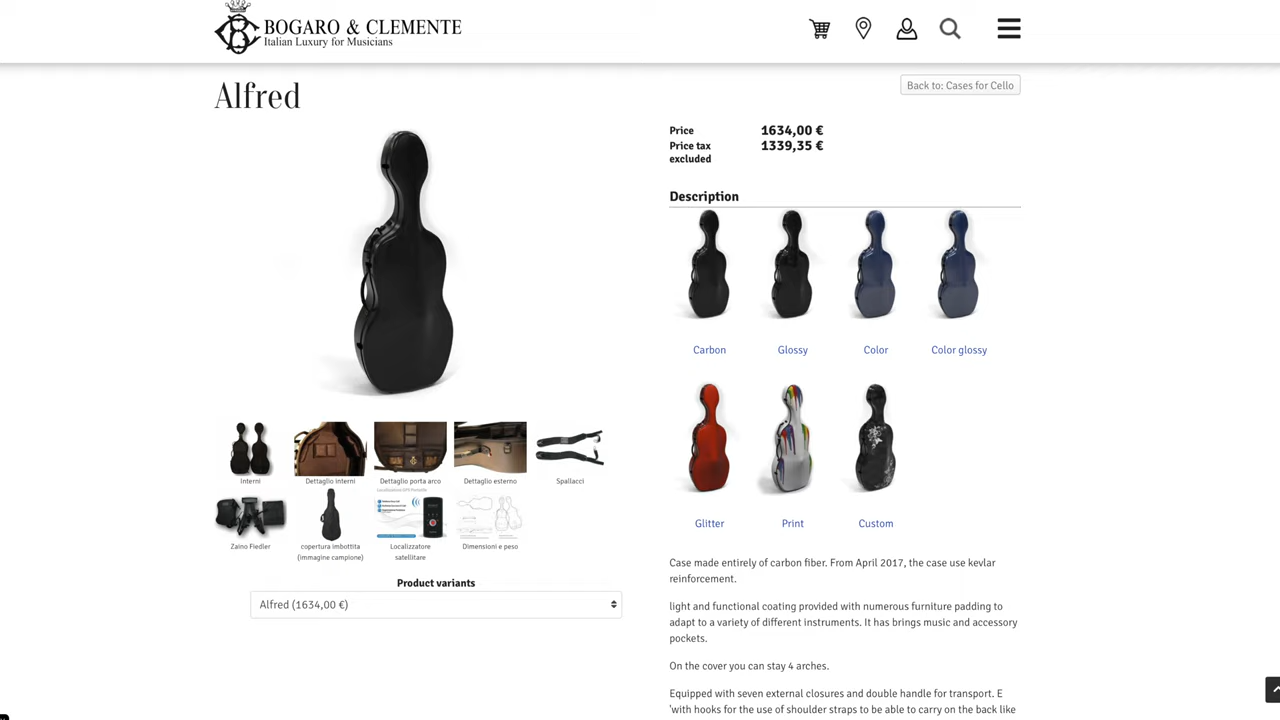 BOGARO & CLEMENTE
Italian Luxury for Musicians
Alfred
Back to: Cases for Cello
Price 1634,00 €
Price tax excluded 1339,35 €
Description
Carbon Glossy Color Color glossy
Glitter Print Custom
Interni Dettaglio interni Dettaglio porta arco Dettaglio esterno Spallacci
Zaino Fiedler copertura imbottita (immagine campione) Localizzatore satellitare Dimensioni e peso
Product variants
Alfred (1634,00 €)
Case made entirely of carbon fiber. From April 2017, the case use kevlar
reinforcement.
light and functional coating provided with numerous furniture padding to
adapt to a variety of different instruments. It has brings music and accessory
pockets.
On the cover you can stay 4 arches.
Equipped with seven external closures and double handle for transport. E
'with hooks for the use of shoulder straps to be able to carry on the back like